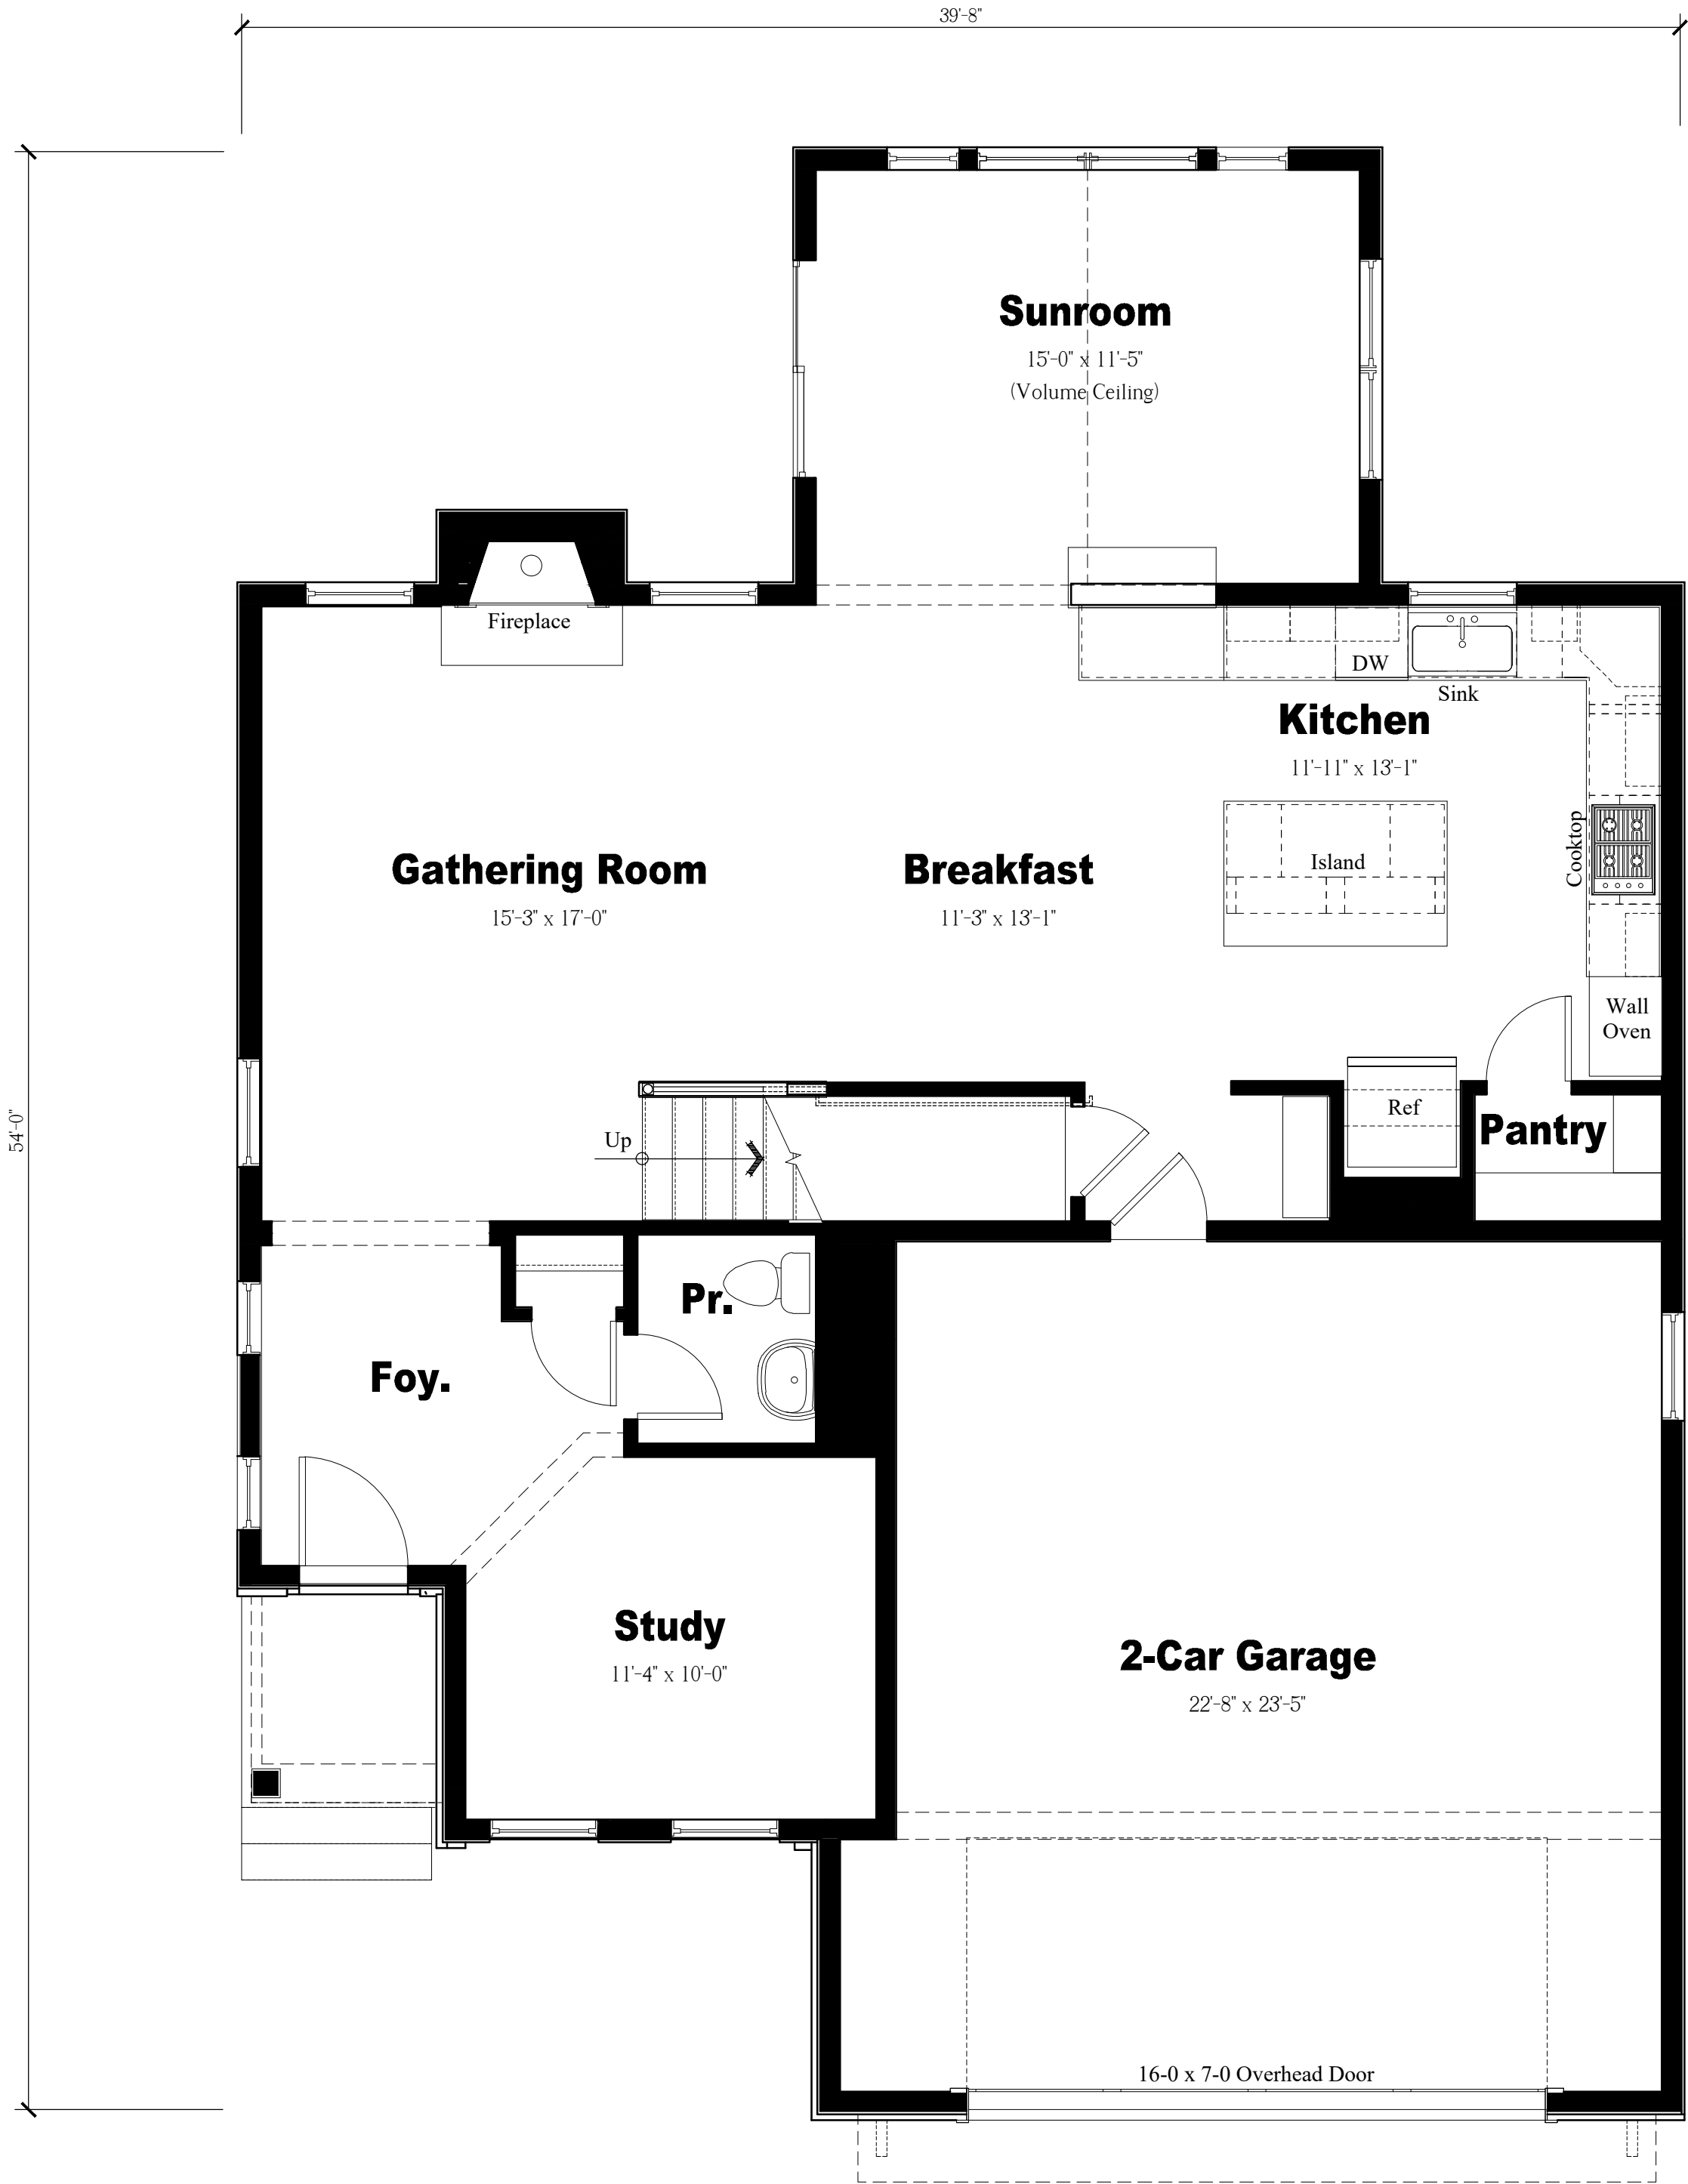 39'-8"
Sunroom
15'-0" x 11'-5"
(Volume Ceiling)
Fireplace
DW
Sink
Kitchen
11'-11" x 13'-1"
Cooktop
Island
Gathering Room
15'-3" x 17'-0"
Breakfast
11'-3" x 13'-1"
Wall
Oven
54'-0"
Ref
Pantry
Up
Pr.
Foy.
Study
11'-4" x 10'-0"
2-Car Garage
22'-8" x 23'-5"
16-0 x 7-0 Overhead Door